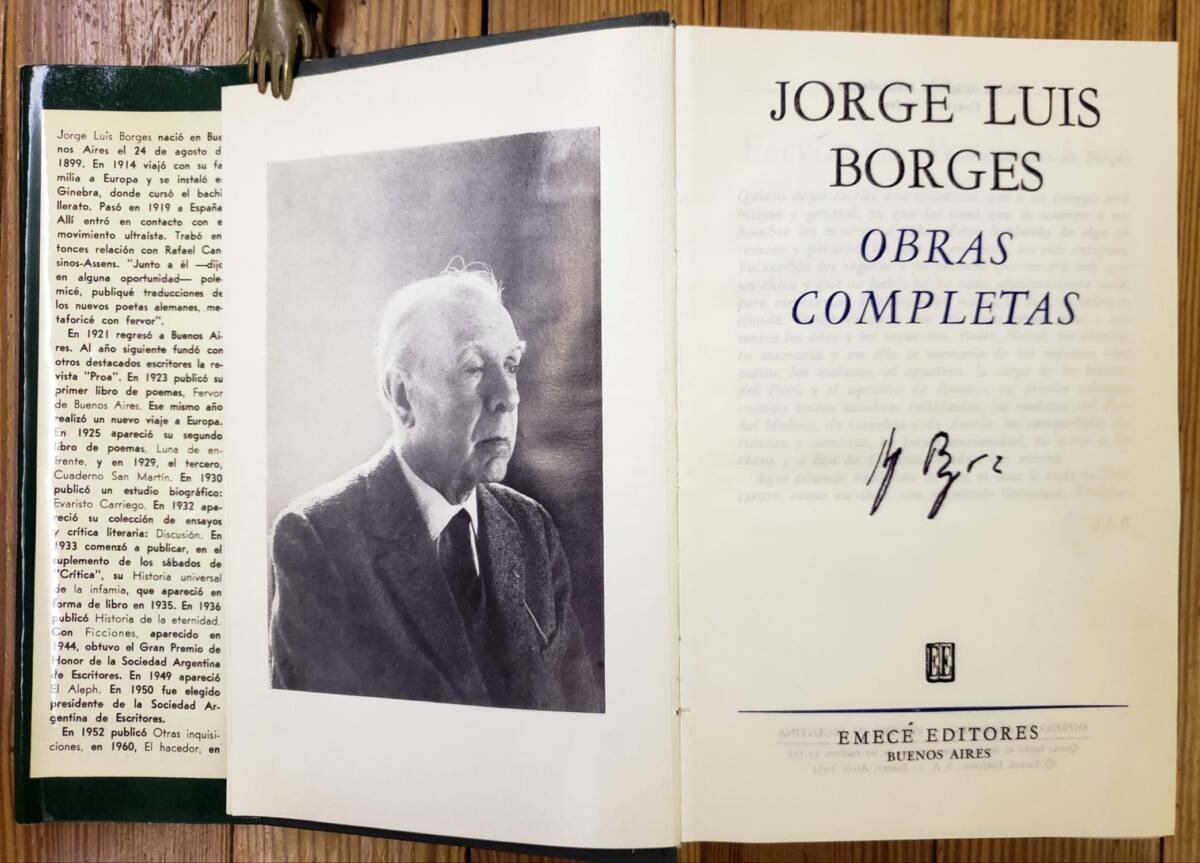 Jorge Luis Borges nació en Bue
nos Aires el 24 de agosto d
1899. En 1914 viajó con su fa
milia a Europa y se instaló e
Ginebra, donde cursó el bachi
llerato. Pasó en 1919 a España
Allí entró en contacto con e
movimiento ultraísta. Trabó en
tonces relación con Rafael Can
sinos-Assens. "Junto a él —dijo
en alguna oportunidad— pole
micé, publiqué traducciones de
los nuevos poetas alemanes, me-
taforicé con fervor".
En 1921 regresó a Buenos Ai-
res. Al año siguiente fundó con
otros destacados escritores la re-
vista "Proa". En 1923 publicó su
primer libro de poemas, Fervor
de Buenos Aires. Ese mismo año
realizó un nuevo viaje a Europa.
En 1925 apareció su segundo
libro de poemas, Luna de en-
frente, y en 1929, el tercero,
Cuaderno San Martín. En 1930
publicó un estudio biográfico:
Evaristo Carriego. En 1932 apa-
reció su colección de ensayos
y crítica literaria: Discusión. En
1933 comenzó a publicar, en el
suplemento de los sábados de
"Crítica", su Historia universal
de la infamia, que apareció en
forma de libro en 1935. En 1936
publicó Historia de la eternidad.
Con Ficciones, aparecido en
1944, obtuvo el Gran Premio de
Honor de la Sociedad Argentina
de Escritores. En 1949 apareció
El Aleph. En 1950 fue elegido
presidente de la Sociedad Ar-
gentina de Escritores.
En 1952 publicó Otras inquisi-
ciones, en 1960, El hacedor, en
JORGE LUIS
BORGES
OBRAS
COMPLETAS
EE
EMECÉ EDITORES
BUENOS AIRES